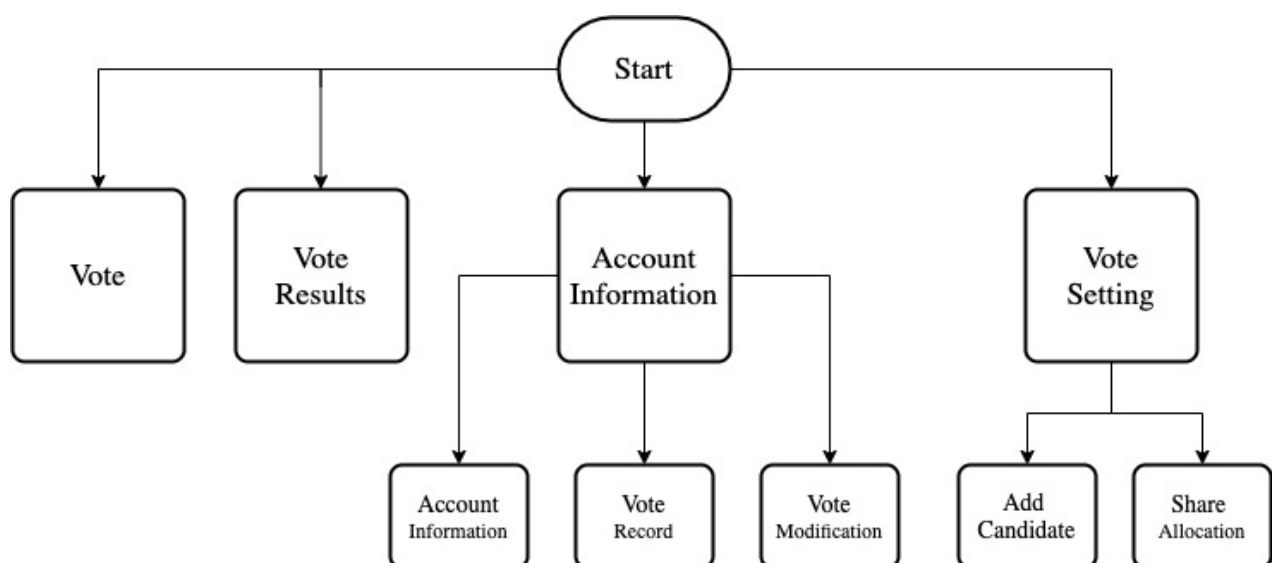 Start
Vote
Vote
Results
Account
Information
Vote
Setting
Account
Information
Vote
Record
Vote
Modification
Add
Candidate
Share
Allocation